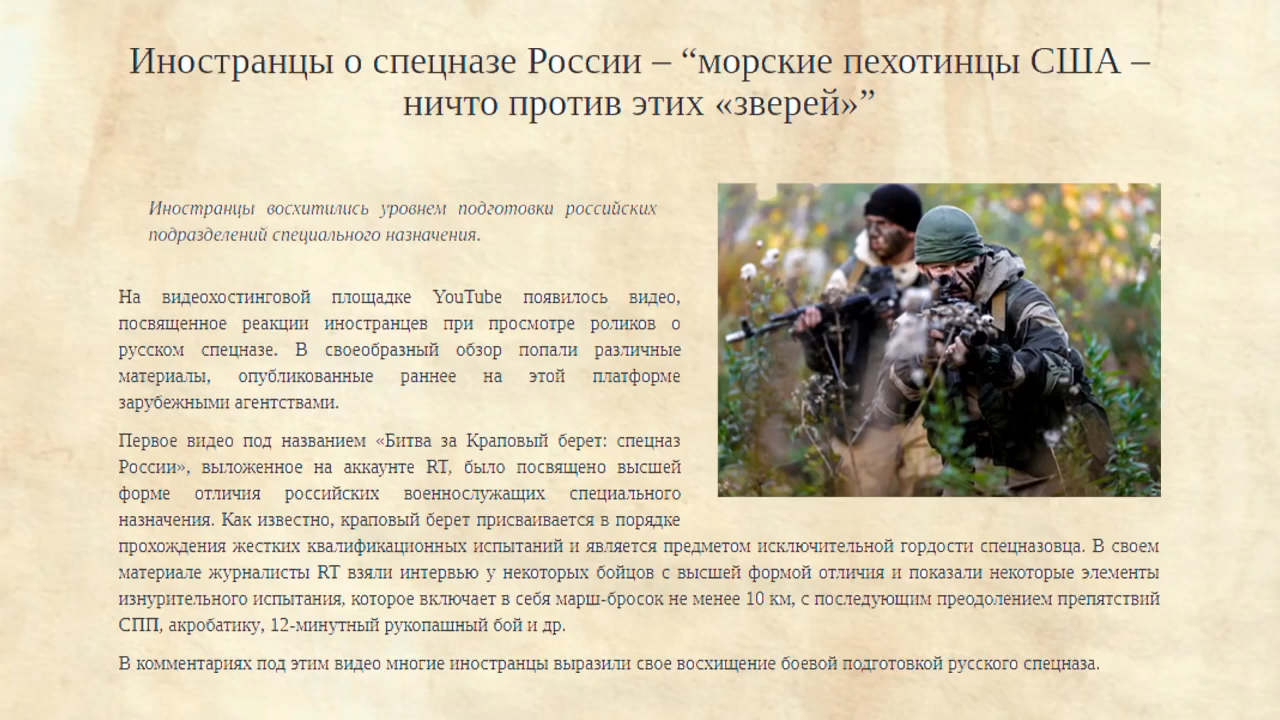 Иностранцы о спецназе России – “морские пехотинцы США –
ничто против этих «зверей»”
Иностранцы восхитились уровнем подготовки российских
подразделений специального назначения.
На видеохостинговой площадке YouTube появилось видео,
посвященное реакции иностранцев при просмотре роликов о
русском спецназе. В своеобразный обзор попали различные
материалы, опубликованные раннее на этой платформе
зарубежными агентствами.
Первое видео под названием «Битва за Краповый берет: спецназ
России», выложенное на аккаунте RT, было посвящено высшей
форме отличия российских военнослужащих специального
назначения. Как известно, краповый берет присваивается в порядке
прохождения жестких квалификационных испытаний и является предметом исключительной гордости спецназовца. В своем
материале журналисты RT взяли интервью у некоторых бойцов с высшей формой отличия и показали некоторые элементы
изнурительного испытания, которое включает в себя марш-бросок не менее 10 км, с последующим преодолением препятствий
СПП, акробатику, 12-минутный рукопашный бой и др.
В комментариях под этим видео многие иностранцы выразили свое восхищение боевой подготовкой русского спецназа.